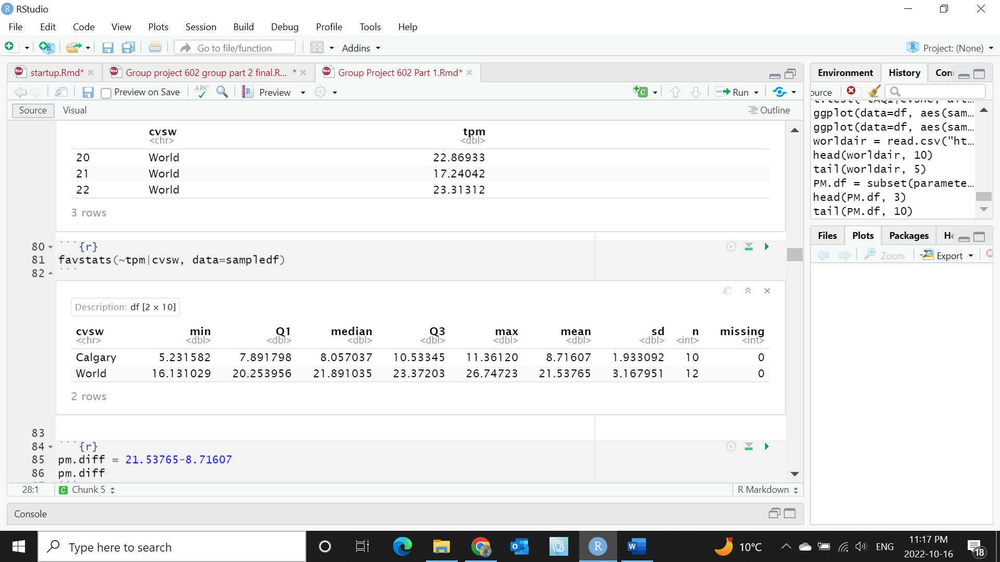 RStudio
File Edit Code View Plots Session Build Debug Profile Tools Help
Go to file/function Addins Project: (None)
startup.Rmd* Group project 602 group part 2 final.R... * Group Project 602 Part 1.Rmd*
Preview on Save ABC Preview Run
Source Visual Outline
cvsw tpm
<chr> <dbl>
20 World 22.86933
21 World 17.24042
22 World 23.31312
3 rows
80 ```{r}
81 favstats(~tpm|cvsw, data=sampledf)
82 ```
Description: df [2 × 10]
cvsw min Q1 median Q3 max mean sd n missing
<chr> <dbl> <dbl> <dbl> <dbl> <dbl> <dbl> <dbl> <int> <int>
Calgary 5.231582 7.891798 8.057037 10.53345 11.36120 8.71607 1.933092 10 0
World 16.131029 20.253956 21.891035 23.37203 26.74723 21.53765 3.167951 12 0
2 rows
83
84 ```{r}
85 pm.diff = 21.53765-8.71607
86 pm.diff
28:1 Chunk 5 R Markdown
Console
Environment History Con
ource
ggplot(data=df, aes(sam...
ggplot(data=df, aes(sam...
worldair = read.csv("ht...
head(worldair, 10)
tail(worldair, 5)
PM.df = subset(paramete...
head(PM.df, 3)
tail(PM.df, 10)
Files Plots Packages He
Zoom Export
Type here to search
10°C ENG
11:17 PM
2022-10-16
18